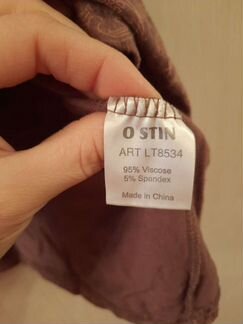 O STIN
ART LT8534
95% Viscose
5% Spandex
Made in China